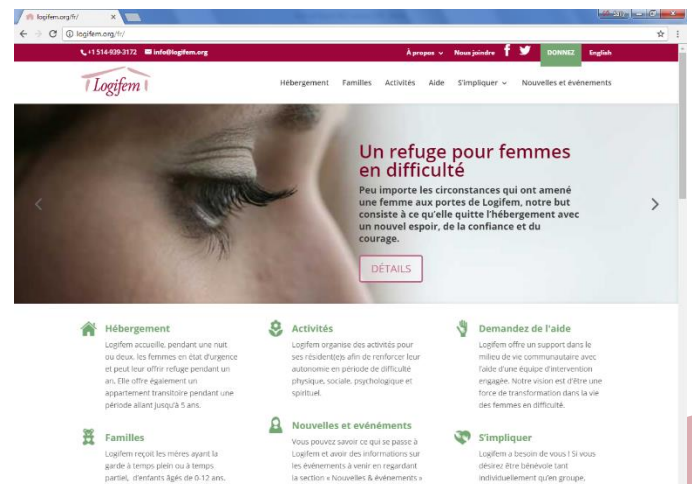 logifem.org/fr/
logifem.org/fr/
+1 514-939-3172 info@logifem.org À propos Nous joindre DONNEZ English
Logifem
Hébergement Familles Activités Aide S'impliquer Nouvelles et événements
Un refuge pour femmes
en difficulté
Peu importe les circonstances qui ont amené
une femme aux portes de Logifem, notre but
consiste à ce qu'elle quitte l'hébergement avec
un nouvel espoir, de la confiance et du
courage.
DÉTAILS
Hébergement
Logifem accueille, pendant une nuit
ou deux, les femmes en état d'urgence
et peut leur offrir refuge pendant un
an. Elle offre également un
appartement transitoire pendant une
période allant jusqu'à 5 ans.
Activités
Logifem organise des activités pour
ses résident(e)s afin de renforcer leur
autonomie en période de difficulté
physique, sociale, psychologique et
spirituel.
Demandez de l'aide
Logifem offre un support dans le
milieu de vie communautaire avec
l'aide d'une équipe d'intervention
engagée. Notre vision est d'être une
force de transformation dans la vie
des femmes en difficulté.
Familles
Logifem reçoit les mères ayant la
garde à temps plein ou à temps
partiel, d'enfants âgés de 0-12 ans.
Nouvelles et evénéments
Vous pouvez savoir ce qui se passe à
Logifem et avoir des informations sur
les événements à venir en regardant
la section « Nouvelles & événements »
S'impliquer
Logifem a besoin de vous ! Si vous
désirez être bénévole tant
individuellement qu'en groupe,